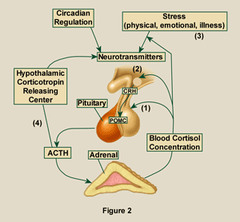 Circadian
Regulation
Stress
(physical, emotional, illness)
(3)
Neurotransmitters
(2)
Hypothalamic
Corticotropin
Releasing
Center
CRH
Pituitary
(1)
POMC
(4)
Blood Cortisol
Concentration
ACTH
Adrenal
Figure 2